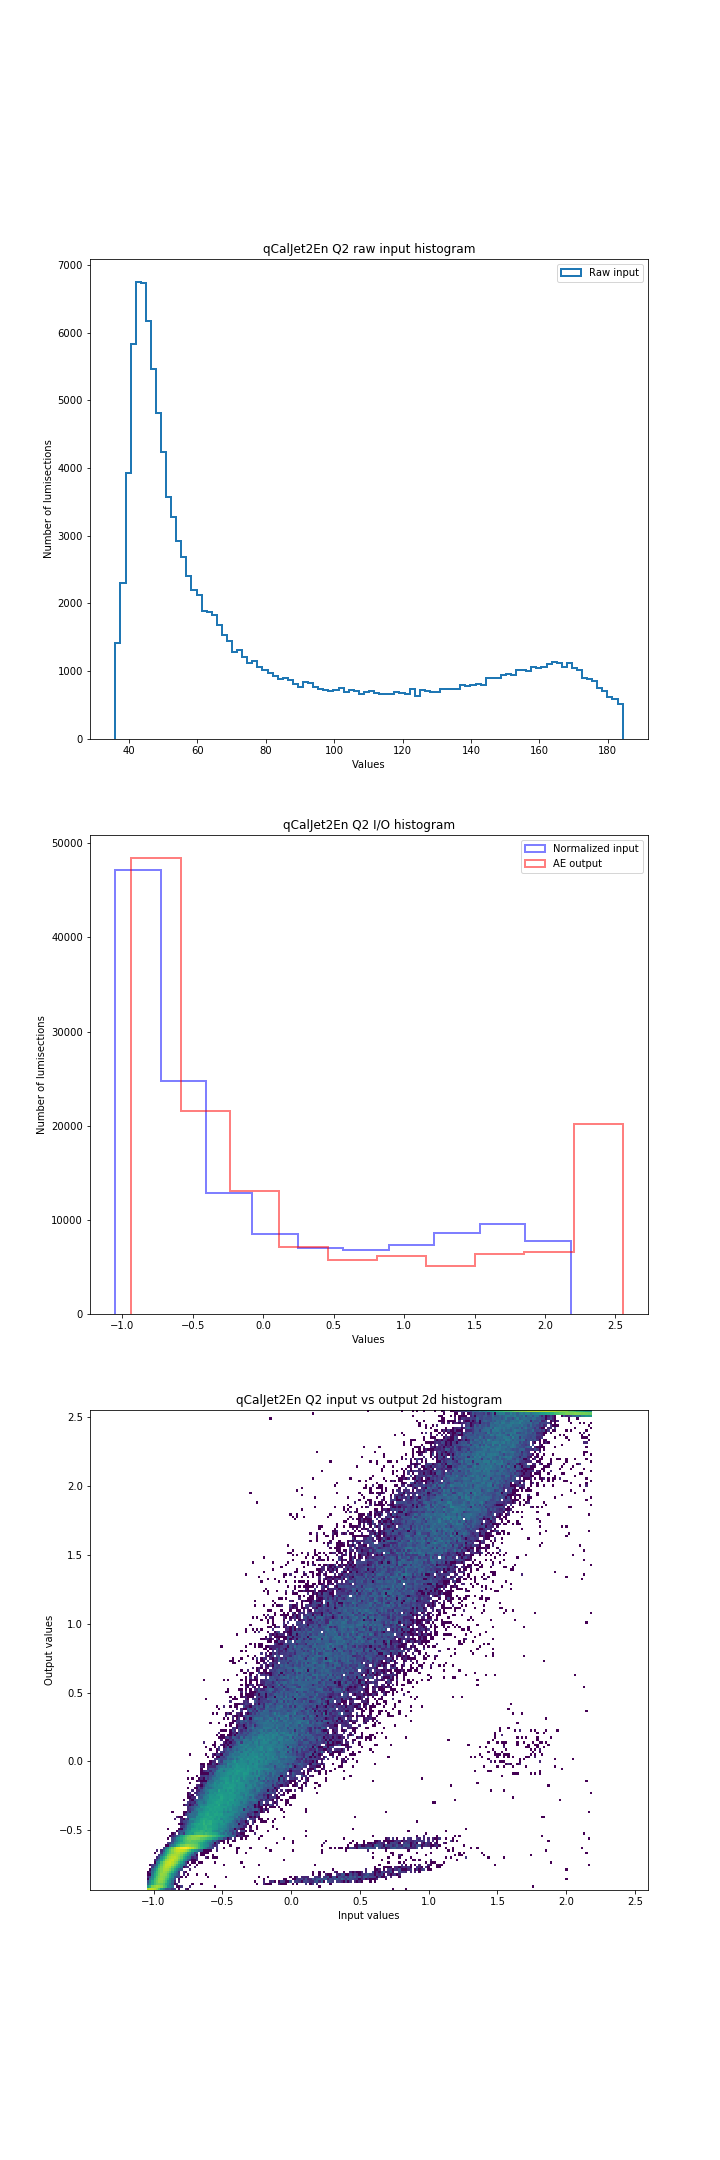 qCalJet2En Q2 raw input histogram
Raw input
Number of lumisections
7000
6000
5000
4000
3000
2000
1000
0
40 60 80 100 120 140 160 180
Values
qCalJet2En Q2 I/O histogram
Normalized input
AE output
Number of lumisections
50000
40000
30000
20000
10000
0
−1.0 −0.5 0.0 0.5 1.0 1.5 2.0 2.5
Values
qCalJet2En Q2 input vs output 2d histogram
Output values
2.5
2.0
1.5
1.0
0.5
0.0
−0.5
−1.0 −0.5 0.0 0.5 1.0 1.5 2.0 2.5
Input values